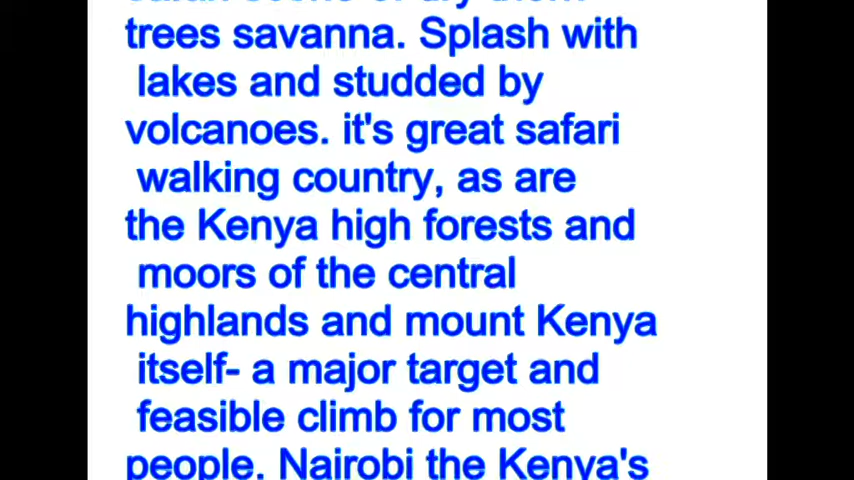 trees savanna. Splash with
lakes and studded by
volcanoes. it's great safari
walking country, as are
the Kenya high forests and
moors of the central
highlands and mount Kenya
itself- a major target and
feasible climb for most
people. Nairobi the Kenya's